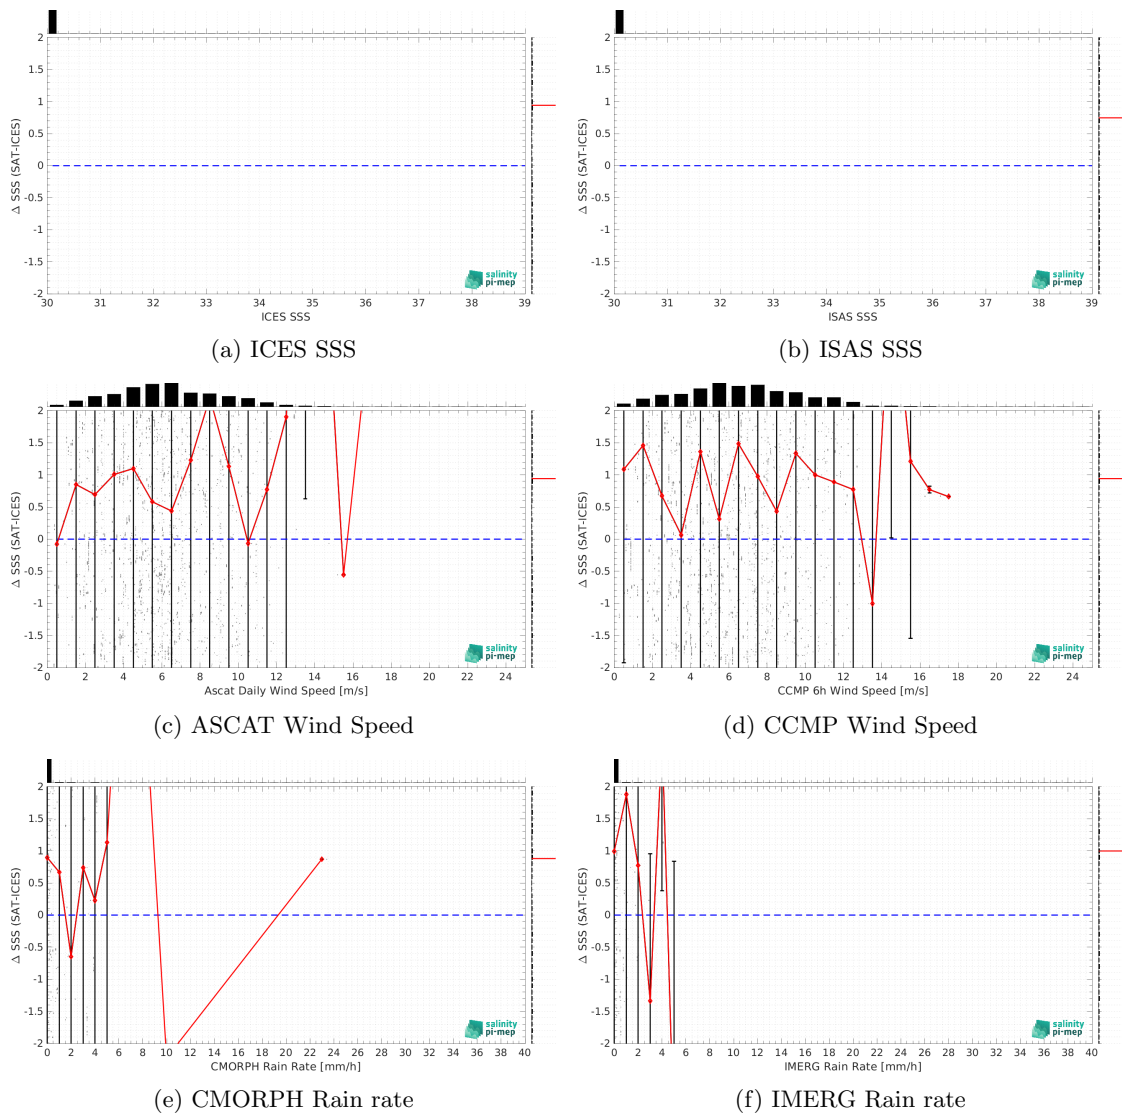 2
1.5
1
0.5
0
-0.5
-1
-1.5
-2
Δ SSS (SAT-ICES)
30 31 32 33 34 35 36 37 38 39
ICES SSS
salinity
pi-mep
(a) ICES SSS
2
1.5
1
0.5
0
-0.5
-1
-1.5
-2
Δ SSS (SAT-ICES)
30 31 32 33 34 35 36 37 38 39
ISAS SSS
salinity
pi-mep
(b) ISAS SSS
2
1.5
1
0.5
0
-0.5
-1
-1.5
-2
Δ SSS (SAT-ICES)
0 2 4 6 8 10 12 14 16 18 20 22 24
Ascat Daily Wind Speed [m/s]
salinity
pi-mep
(c) ASCAT Wind Speed
2
1.5
1
0.5
0
-0.5
-1
-1.5
-2
Δ SSS (SAT-ICES)
0 2 4 6 8 10 12 14 16 18 20 22 24
CCMP 6h Wind Speed [m/s]
salinity
pi-mep
(d) CCMP Wind Speed
2
1.5
1
0.5
0
-0.5
-1
-1.5
-2
Δ SSS (SAT-ICES)
0 2 4 6 8 10 12 14 16 18 20 22 24 26 28 30 32 34 36 38 40
CMORPH Rain Rate [mm/h]
salinity
pi-mep
(e) CMORPH Rain rate
2
1.5
1
0.5
0
-0.5
-1
-1.5
-2
Δ SSS (SAT-ICES)
0 2 4 6 8 10 12 14 16 18 20 22 24 26 28 30 32 34 36 38 40
IMERG Rain Rate [mm/h]
salinity
pi-mep
(f) IMERG Rain rate